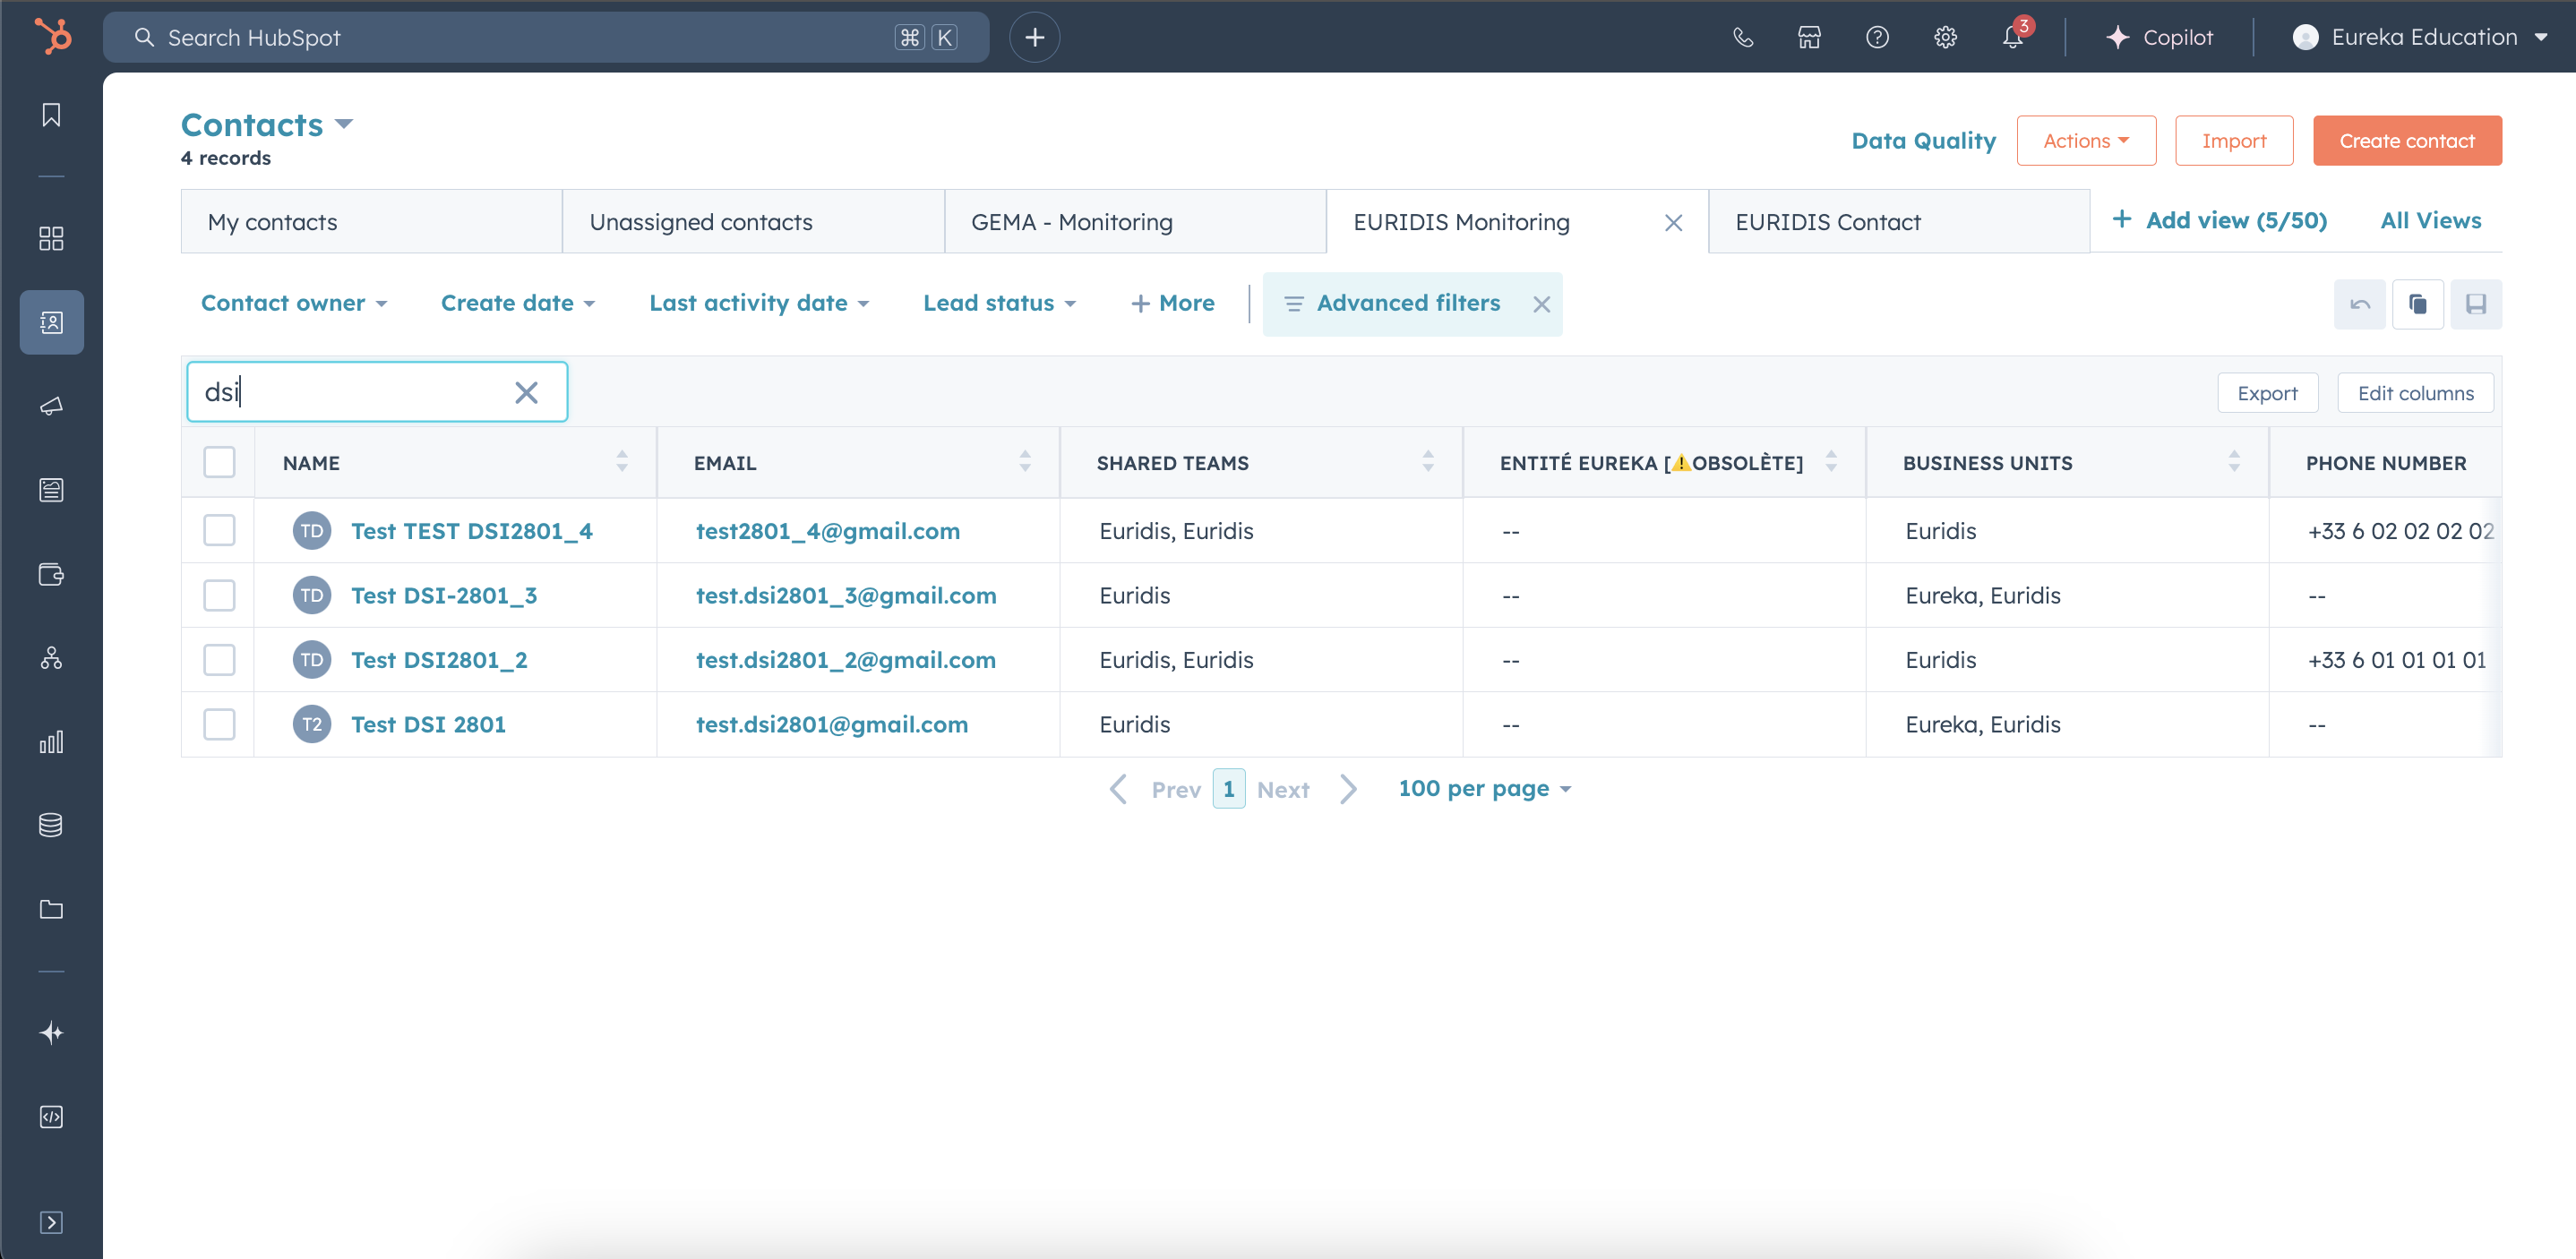 Search HubSpot ⌘ K
3
Copilot
Eureka Education
Contacts
4 records
Data Quality
Actions
Import
Create contact
My contacts
Unassigned contacts
GEMA - Monitoring
EURIDIS Monitoring
EURIDIS Contact
+ Add view (5/50)
All Views
Contact owner
Create date
Last activity date
Lead status
+ More
Advanced filters
dsi
Export
Edit columns
NAME EMAIL SHARED TEAMS ENTITÉ EUREKA [⚠️OBSOLÈTE] BUSINESS UNITS PHONE NUMBER
TD Test TEST DSI2801_4 test2801_4@gmail.com Euridis, Euridis -- Euridis +33 6 02 02 02 02
TD Test DSI-2801_3 test.dsi2801_3@gmail.com Euridis -- Eureka, Euridis --
TD Test DSI2801_2 test.dsi2801_2@gmail.com Euridis, Euridis -- Euridis +33 6 01 01 01 01
T2 Test DSI 2801 test.dsi2801@gmail.com Euridis -- Eureka, Euridis --
Prev 1 Next 100 per page